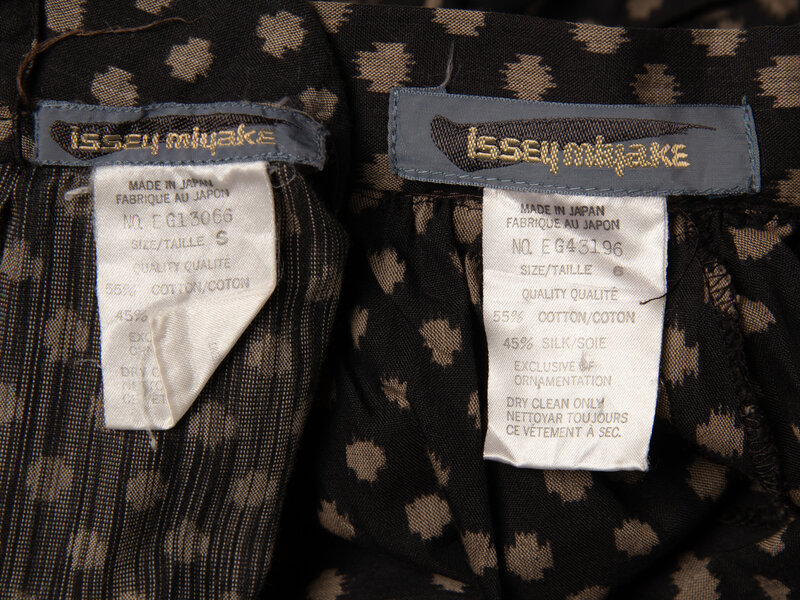 issey miyake
MADE IN JAPAN
FABRIQUE AU JAPON
NO. EG13066
SIZE/TAILLE S
QUALITY QUALITÉ
55% COTTON/COTON
45%
DRY
issey miyake
MADE IN JAPAN
FABRIQUE AU JAPON
NO. EG43196
SIZE/TAILLE S
QUALITY QUALITÉ
55% COTTON/COTON
45% SILK/SOIE
EXCLUSIVE OF
ORNAMENTATION
DRY CLEAN ONLY
NETTOYAR TOUJOURS
CE VÉTEMENT À SEC.